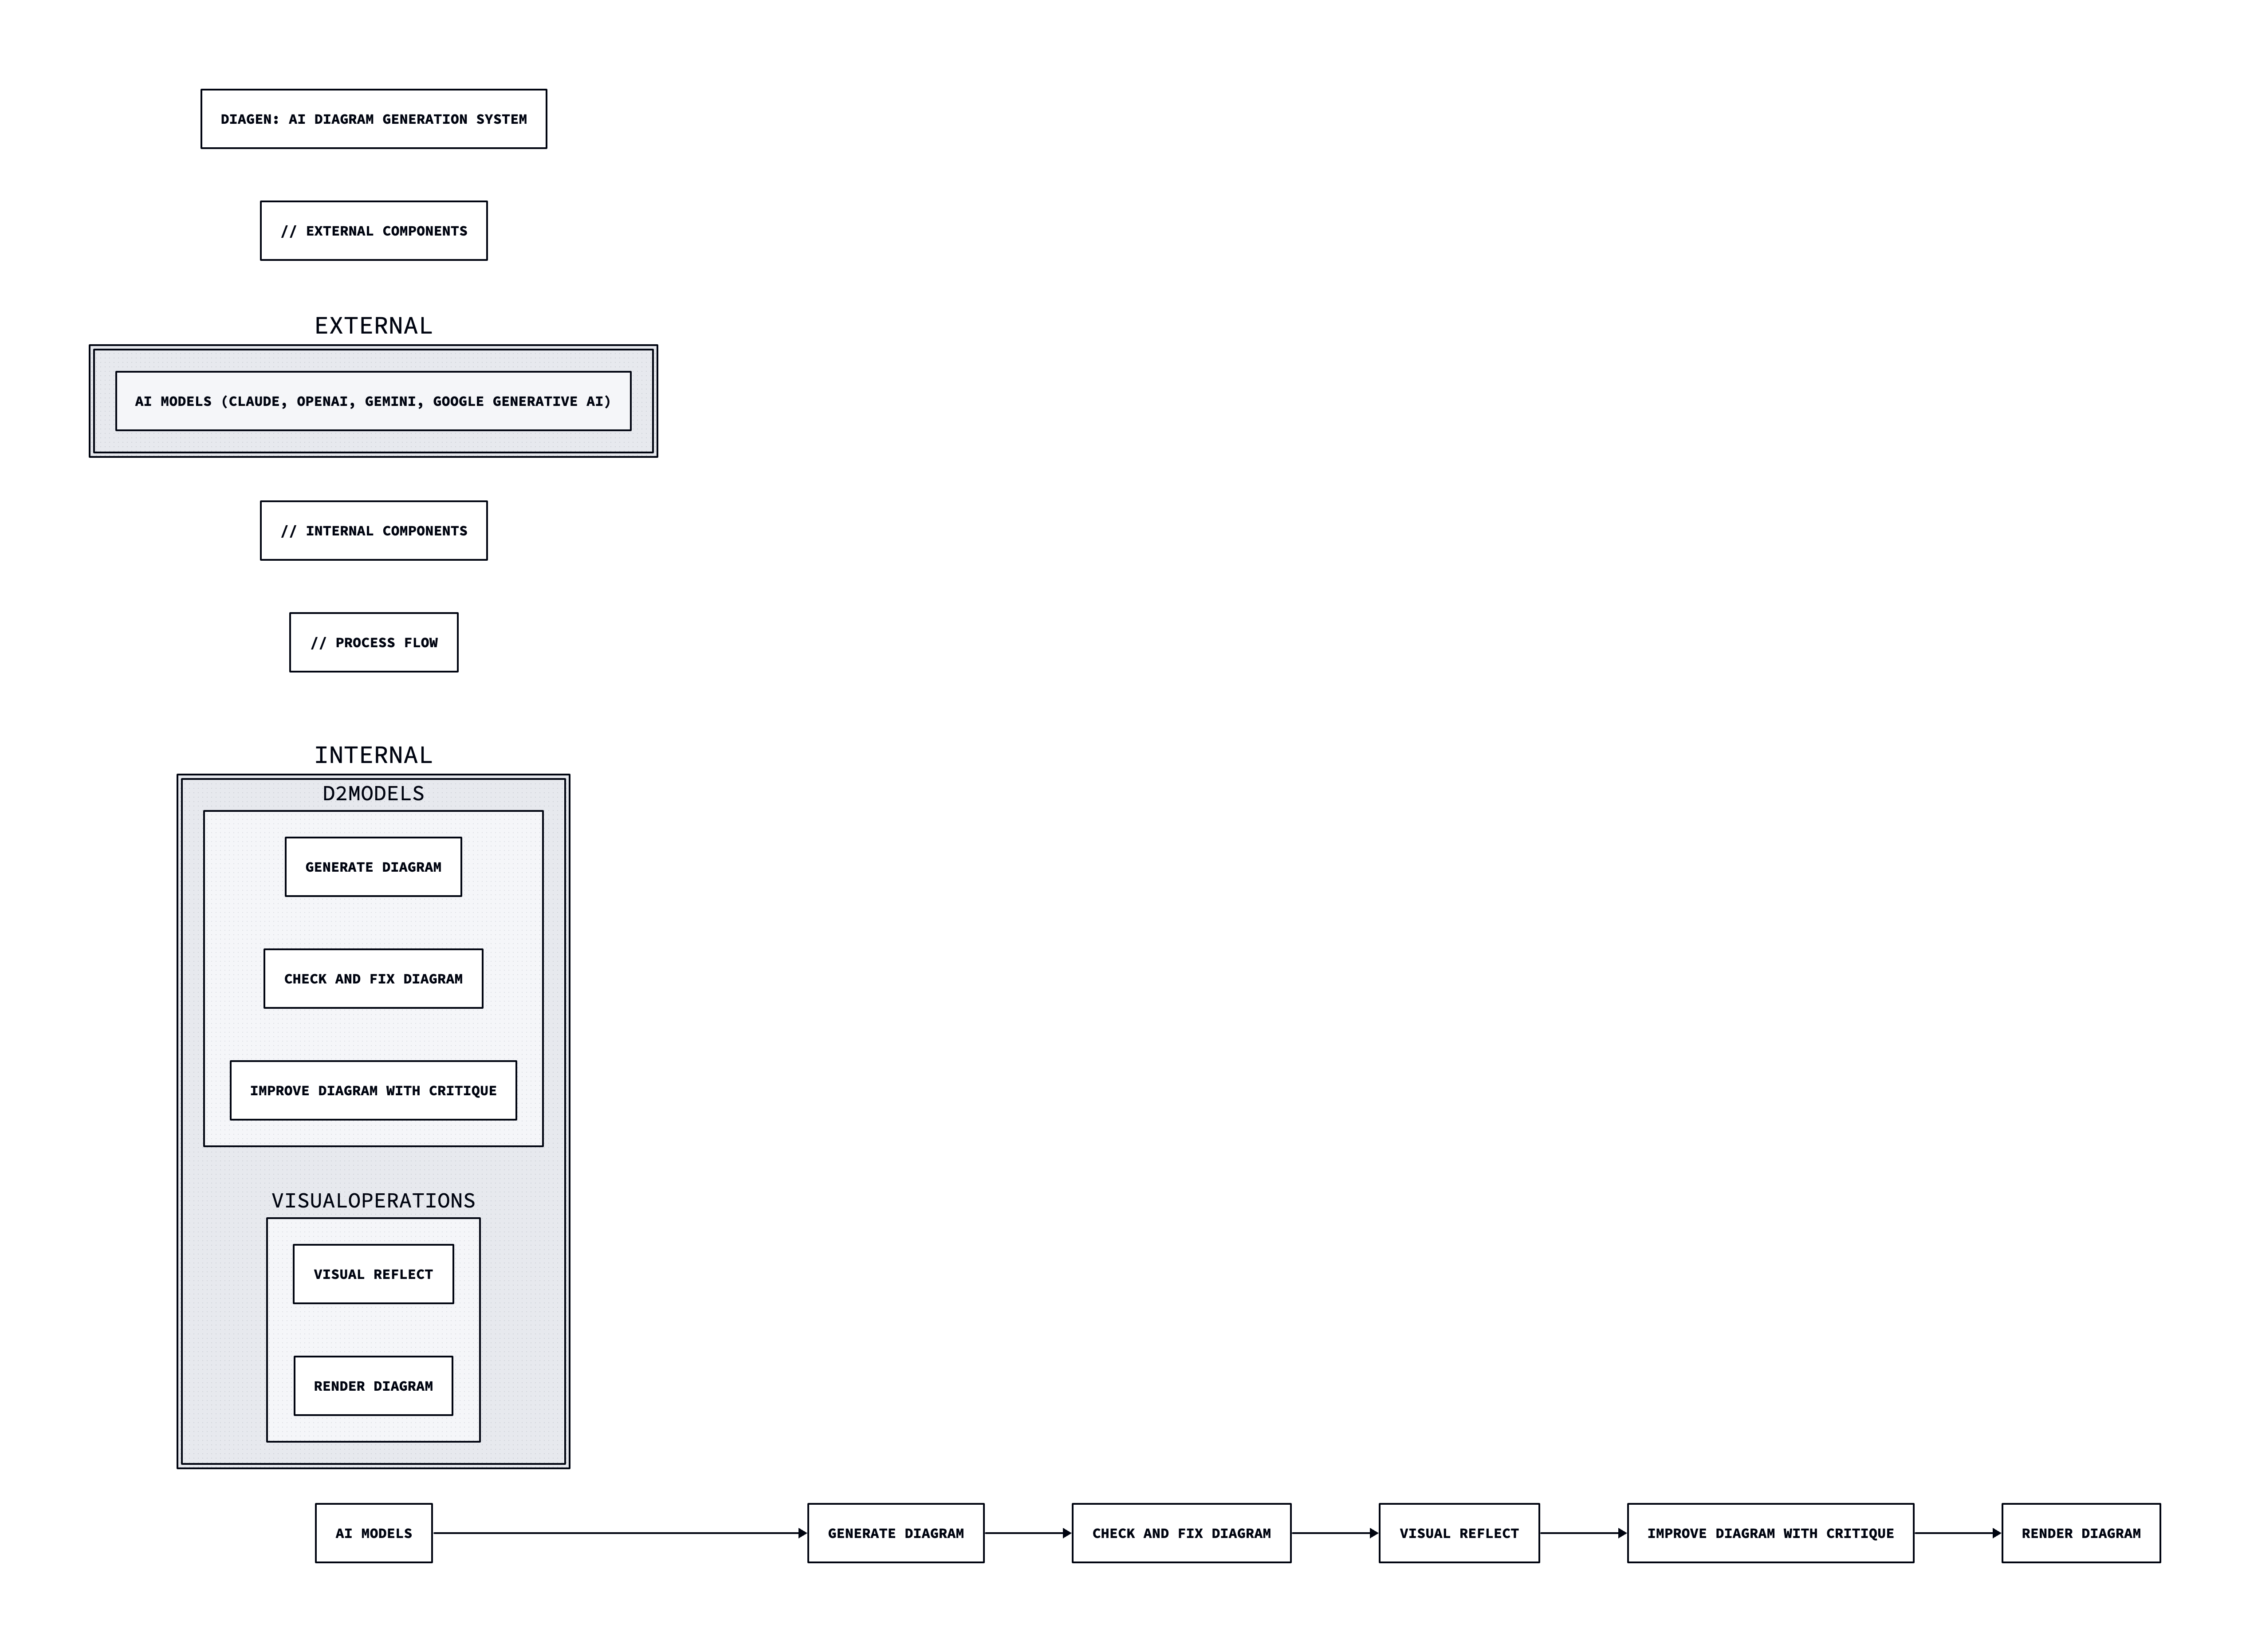 DIAGEN: AI DIAGRAM GENERATION SYSTEM
// EXTERNAL COMPONENTS
EXTERNAL
AI MODELS (CLAUDE, OPENAI, GEMINI, GOOGLE GENERATIVE AI)
// INTERNAL COMPONENTS
// PROCESS FLOW
INTERNAL
D2MODELS
GENERATE DIAGRAM
CHECK AND FIX DIAGRAM
IMPROVE DIAGRAM WITH CRITIQUE
VISUALOPERATIONS
VISUAL REFLECT
RENDER DIAGRAM
AI MODELS
GENERATE DIAGRAM
CHECK AND FIX DIAGRAM
VISUAL REFLECT
IMPROVE DIAGRAM WITH CRITIQUE
RENDER DIAGRAM